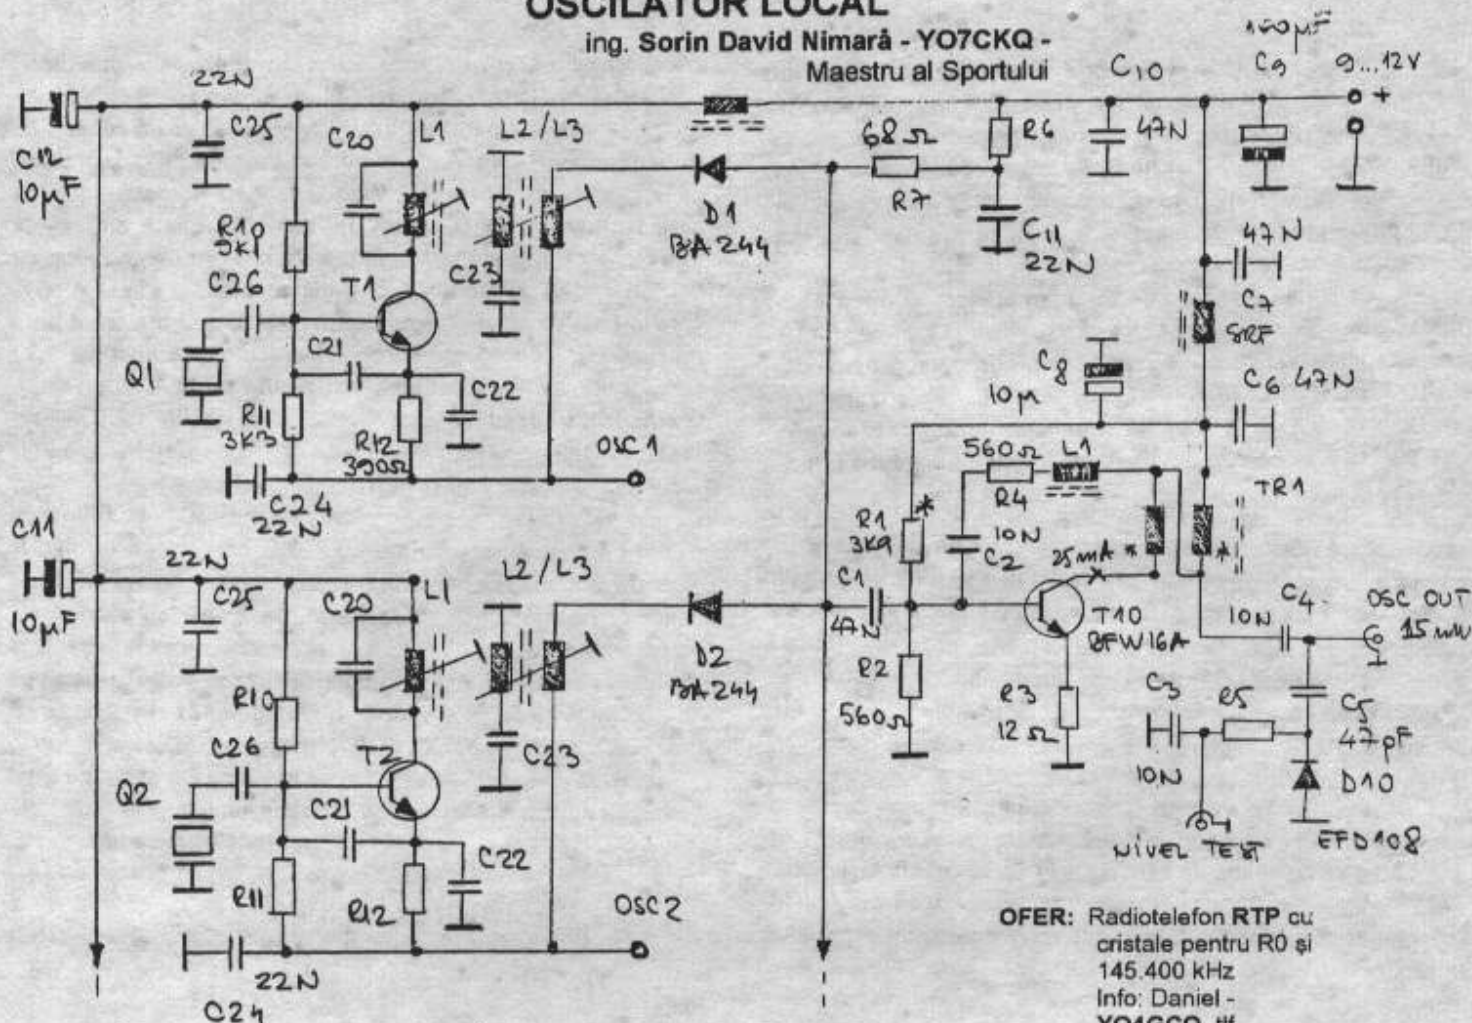 OSCILATOR LOCAL
ing. Sorin David Nimară - YO7CKQ -
Maestru al Sportului
C10
100µF
C9
9...12V
+
22N
C25
C12
10µF
C20
L1
L2/L3
68Ω
R7
R6
47N
D1
BA244
C11
22N
47N
C7
SRF
R10
C26
T1
C23
Q1
C21
C22
C8
10µ
C6 47N
R11
3K3
R12
390Ω
OSC1
C24
22N
560Ω
R4
L1
TR1
R1
3K9
*
10N
C2
25mA *
*
C11
10µF
22N
C25
C20
L1
L2/L3
D2
BA244
C1
47N
R2
560Ω
T10
BFW16A
R3
12Ω
10N
C4
OSC OUT
15mW
C3
10N
R5
C5
47pF
D10
EFD108
NIVEL TEST
R10
C26
T2
C23
Q2
C21
C22
R11
R12
OSC2
22N
C24
OFER: Radiotelefon RTP cu
cristale pentru R0 și
145.400 kHz
Info: Daniel -